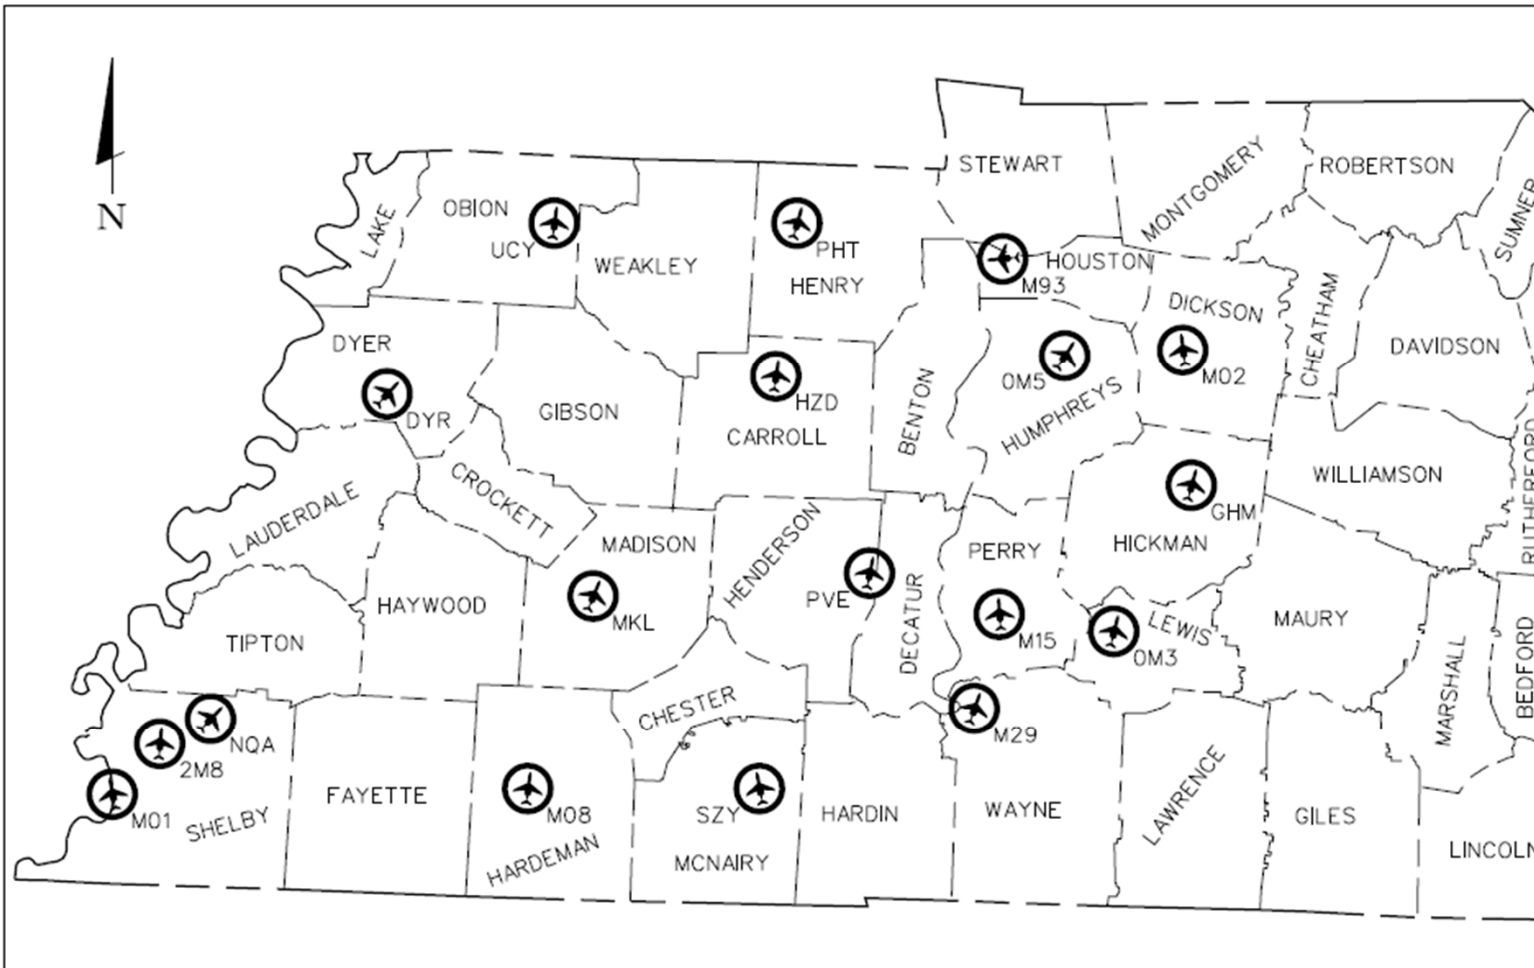 STEWART
MONTGOMERY
ROBERTSON
SUMNER
N
LAKE
OBION
UCY
WEAKLEY
PHT
HENRY
M93
HOUSTON
DICKSON
CHEATHAM
DAVIDSON
DYER
DYR
GIBSON
HZD
CARROLL
BENTON
0M5
HUMPHREYS
M02
RUTHERFORD
WILLIAMSON
LAUDERDALE
CROCKETT
MADISON
HENDERSON
PERRY
GHM
HICKMAN
HAYWOOD
MKL
PVE
DECATUR
M15
LEWIS
0M3
MAURY
TIPTON
MARSHALL
BEDFORD
CHESTER
M29
NQA
2M8
M01
SHELBY
FAYETTE
M08
HARDEMAN
SZY
MCNAIRY
HARDIN
WAYNE
LAWRENCE
GILES
LINCOLN